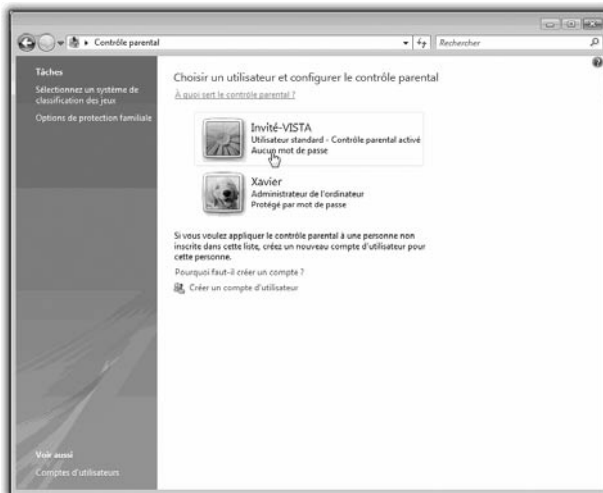 Contrôle parental
Rechercher
Tâches
Sélectionnez un système de
classification des jeux
Options de protection familiale
Choisir un utilisateur et configurer le contrôle parental
À quoi sert le contrôle parental ?
Invité-VISTA
Utilisateur standard - Contrôle parental activé
Aucun mot de passe
Xavier
Administrateur de l'ordinateur
Protégé par mot de passe
Si vous voulez appliquer le contrôle parental à une personne non
inscrite dans cette liste, créez un nouveau compte d'utilisateur pour
cette personne.
Pourquoi faut-il créer un compte ?
Créer un compte d'utilisateur
Voir aussi
Comptes d'utilisateurs